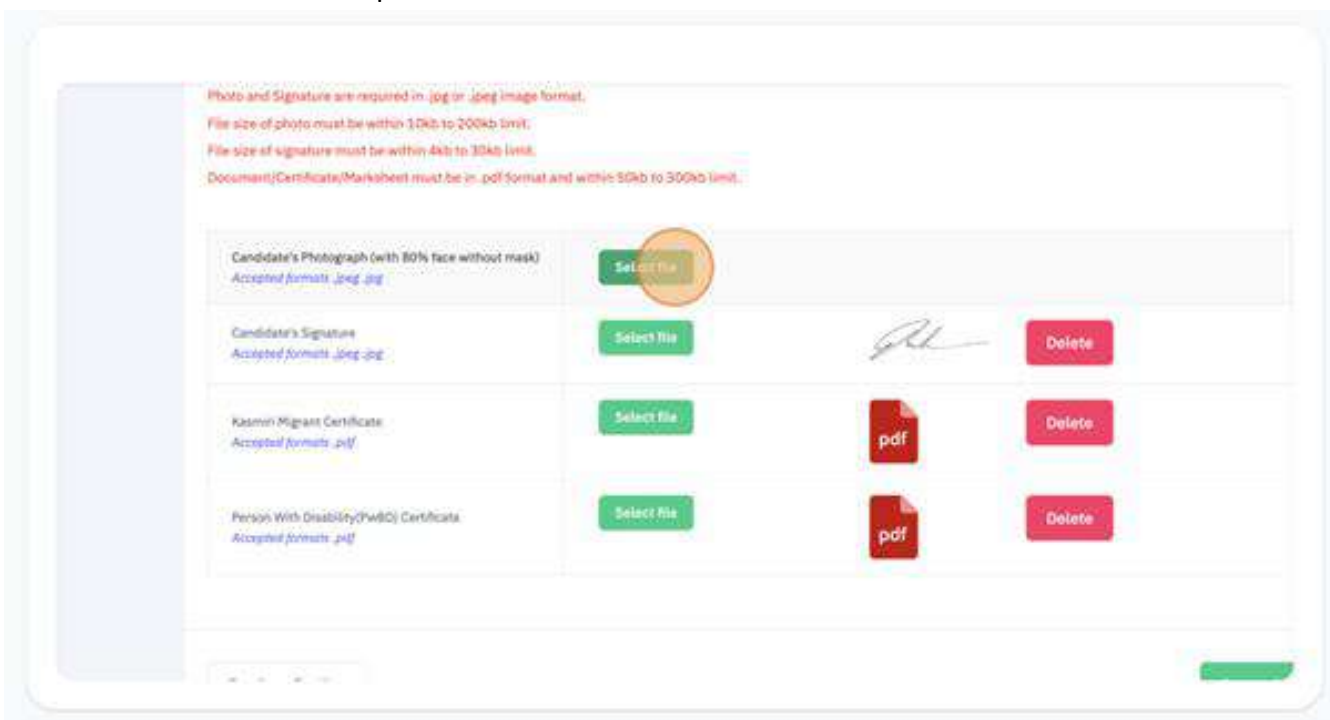 Photo and Signature are required in .jpg or .jpeg image format.
File size of photo must be within 10kb to 200kb limit.
File size of signature must be within 4kb to 30kb limit.
Document/Certificate/Marksheet must be in .pdf format and within 50kb to 300kb limit.
Candidate's Photograph (with 80% face without mask)
Accepted formats .jpeg .jpg
Select file
Candidate's Signature
Accepted formats .jpeg .jpg
Select file
Delete
Kasmiri Migrant Certificate
Accepted formats .pdf
Select file
pdf
Delete
Person With Disability(PwBD) Certificate
Accepted formats .pdf
Select file
pdf
Delete